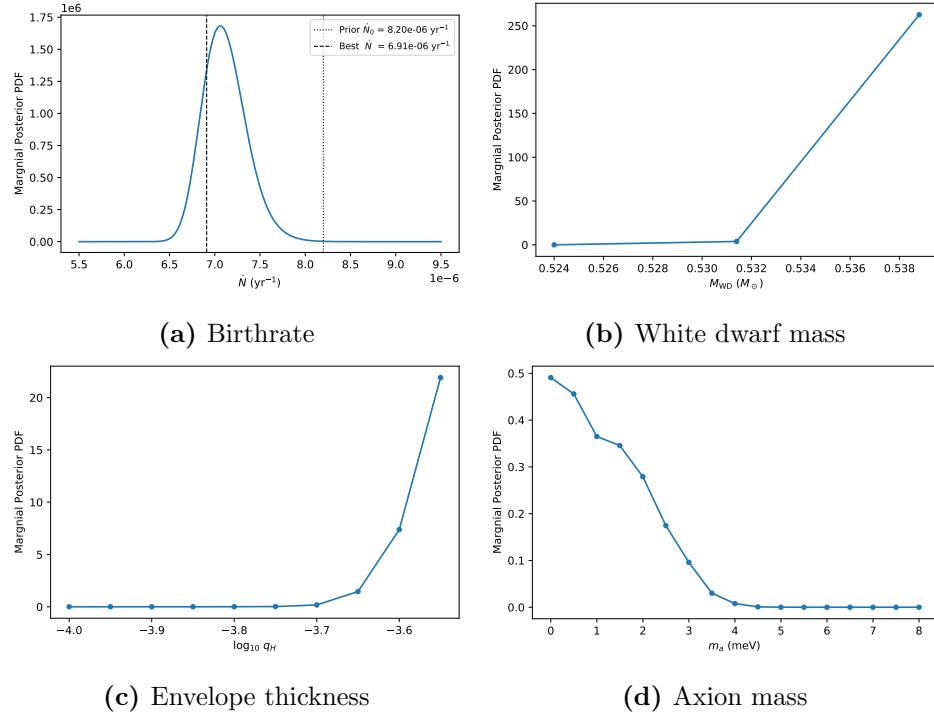 1e6
1.75
1.50
1.25
1.00
0.75
0.50
0.25
0.00
Margnial Posterior PDF
Prior Ṅ₀ = 8.20e-06 yr⁻¹
Best Ṅ = 6.91e-06 yr⁻¹
5.5 6.0 6.5 7.0 7.5 8.0 8.5 9.0 9.5
1e−6
Ṅ (yr⁻¹)
(a) Birthrate
250
200
150
100
50
0
Margnial Posterior PDF
0.524 0.526 0.528 0.530 0.532 0.534 0.536 0.538
M_WD (M_⊙)
(b) White dwarf mass
20
15
10
5
0
Margnial Posterior PDF
−4.0 −3.9 −3.8 −3.7 −3.6
log₁₀ q_H
(c) Envelope thickness
0.5
0.4
0.3
0.2
0.1
0.0
Margnial Posterior PDF
0 1 2 3 4 5 6 7 8
m_a (meV)
(d) Axion mass